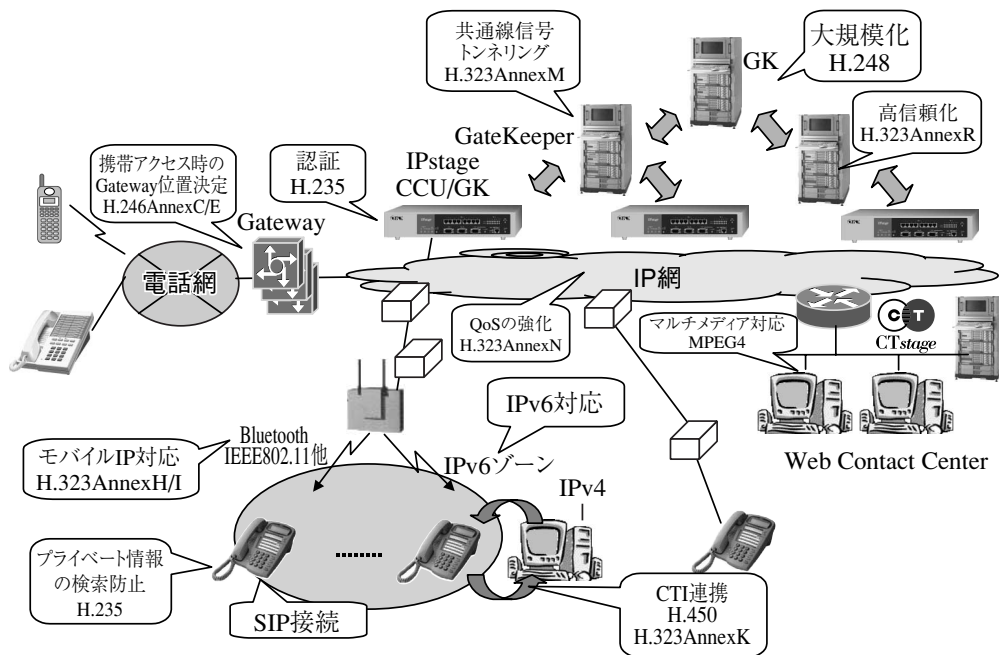 共通線信号
トンネリング
H.323AnnexM
GK
大規模化
H.248
高信頼化
H.323AnnexR
GateKeeper
携帯アクセス時の
Gateway位置決定
H.246AnnexC/E
認証
H.235
IPstage
CCU/GK
Gateway
電話網
IP網
QoSの強化
H.323AnnexN
マルチメディア対応
MPEG4
CT
CTstage
Web Contact Center
IPv6対応
Bluetooth
IEEE802.11他
モバイルIP対応
H.323AnnexH/I
IPv6ゾーン
IPv4
プライベート情報
の検索防止
H.235
SIP接続
CTI連携
H.450
H.323AnnexK